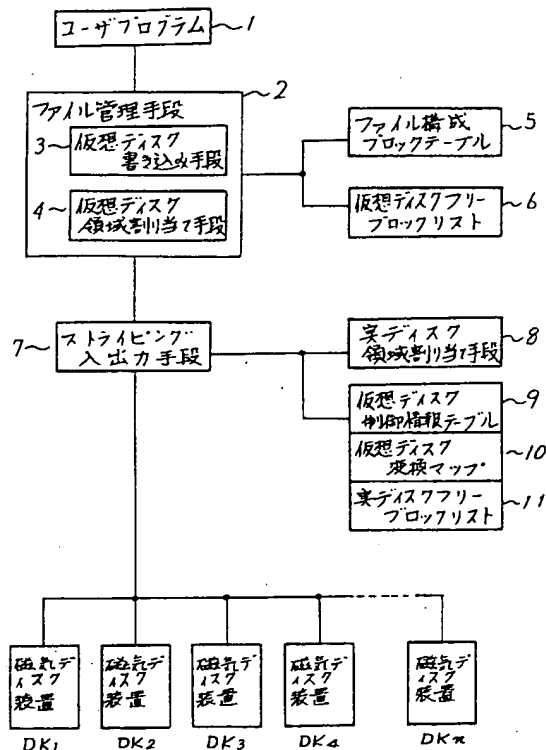 ユーザプログラム
1
ファイル管理手段
2
3
仮想ディスク
書き込み手段
4
仮想ディスク
領域割り当て手段
ファイル構成
ブロックテーブル
5
仮想ディスクフリー
ブロックリスト
6
7
ストライピング
入出力手段
実ディスク
領域割り当て手段
8
仮想ディスク
制御情報テーブル
9
仮想ディスク
変換マップ
10
実ディスクフリー
ブロックリスト
11
磁気デ
ィスク
装置
磁気デ
ィスク
装置
磁気デ
ィスク
装置
磁気デ
ィスク
装置
磁気デ
ィスク
装置
DK1
DK2
DK3
DK4
DKn